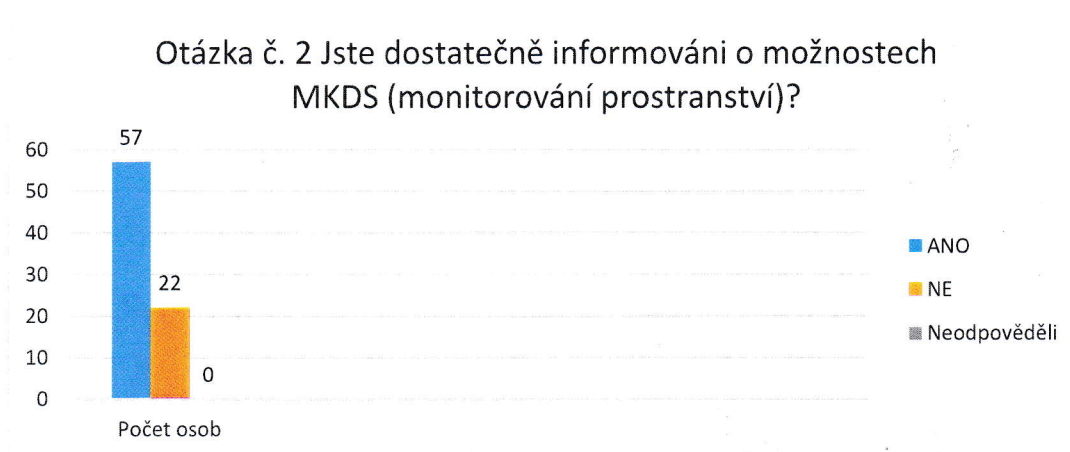 Otázka č. 2 Jste dostatečně informováni o možnostech
MKDS (monitorování prostranství)?
57
60
50
40
30
22
20
10
0
0
Počet osob
ANO
NE
Neodpověděli